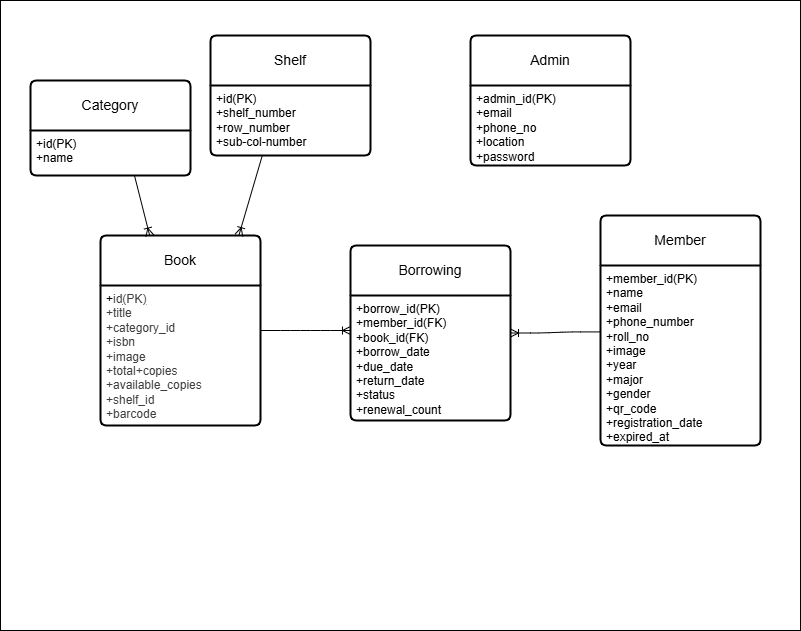 Category
+id(PK)
+name
Shelf
+id(PK)
+shelf_number
+row_number
+sub-col-number
Admin
+admin_id(PK)
+email
+phone_no
+location
+password
Book
+id(PK)
+title
+category_id
+isbn
+image
+total+copies
+available_copies
+shelf_id
+barcode
Borrowing
+borrow_id(PK)
+member_id(FK)
+book_id(FK)
+borrow_date
+due_date
+return_date
+status
+renewal_count
Member
+member_id(PK)
+name
+email
+phone_number
+roll_no
+image
+year
+major
+gender
+qr_code
+registration_date
+expired_at